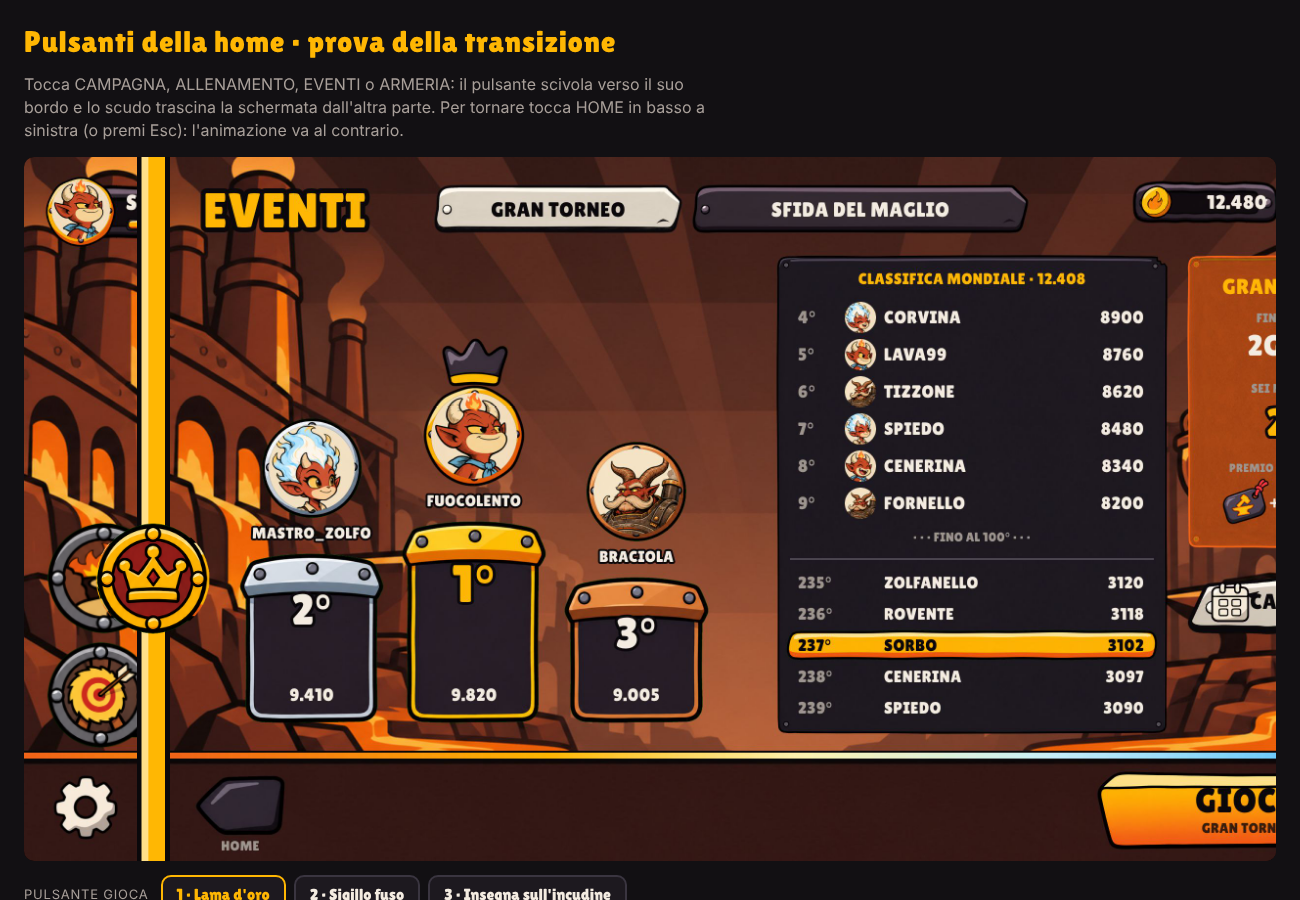 Pulsanti della home · prova della transizione
Tocca CAMPAGNA, ALLENAMENTO, EVENTI o ARMERIA: il pulsante scivola verso il suo
bordo e lo scudo trascina la schermata dall'altra parte. Per tornare tocca HOME in basso a
sinistra (o premi Esc): l'animazione va al contrario.
S
EVENTI
GRAN TORNEO
SFIDA DEL MAGLIO
12.480
CLASSIFICA MONDIALE · 12.408
4° CORVINA 8900
5° LAVA99 8760
6° TIZZONE 8620
7° SPIEDO 8480
8° CENERINA 8340
9° FORNELLO 8200
· · · FINO AL 100° · · ·
235° ZOLFANELLO 3120
236° ROVENTE 3118
237° SORBO 3102
238° CENERINA 3097
239° SPIEDO 3090
FUOCOLENTO
MASTRO_ZOLFO
BRACIOLA
1°
2°
3°
9.410
9.820
9.005
GRAN
FIN
SEI
PREMIO
+
CA
HOME
GIOC
GRAN TORN
PULSANTE GIOCA
1 · Lama d'oro
2 · Sigillo fuso
3 · Insegna sull'incudine